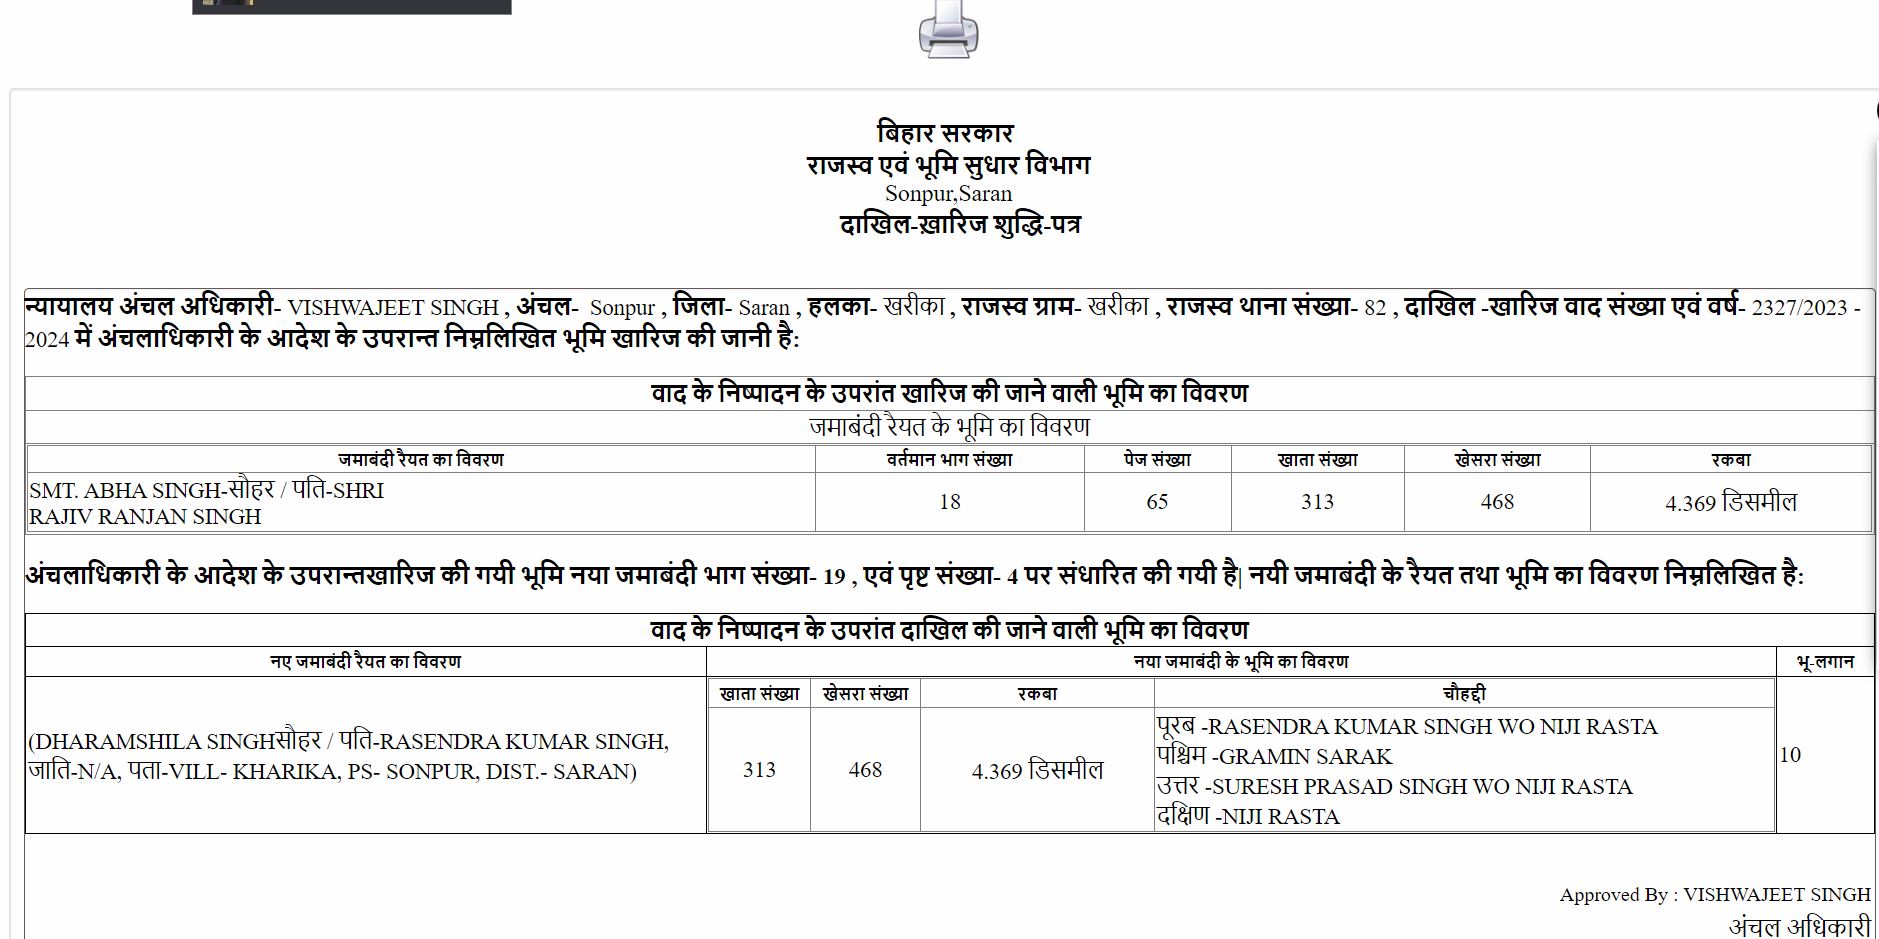 बिहार सरकार
राजस्व एवं भूमि सुधार विभाग
Sonpur,Saran
दाखिल-ख़ारिज शुद्धि-पत्र
न्यायालय अंचल अधिकारी- VISHWAJEET SINGH , अंचल- Sonpur , जिला- Saran , हलका- खरीका , राजस्व ग्राम- खरीका , राजस्व थाना संख्या- 82 , दाखिल -खारिज वाद संख्या एवं वर्ष- 2327/2023 -
2024 में अंचलाधिकारी के आदेश के उपरान्त निम्नलिखित भूमि खारिज की जानी है:
वाद के निष्पादन के उपरांत खारिज की जाने वाली भूमि का विवरण
जमाबंदी रैयत के भूमि का विवरण
जमाबंदी रैयत का विवरण वर्तमान भाग संख्या पेज संख्या खाता संख्या खेसरा संख्या रकबा
SMT. ABHA SINGH-सौहर / पति-SHRI
RAJIV RANJAN SINGH
18 65 313 468 4.369 डिसमील
अंचलाधिकारी के आदेश के उपरान्तखारिज की गयी भूमि नया जमाबंदी भाग संख्या- 19 , एवं पृष्ट संख्या- 4 पर संधारित की गयी है| नयी जमाबंदी के रैयत तथा भूमि का विवरण निम्नलिखित है:
वाद के निष्पादन के उपरांत दाखिल की जाने वाली भूमि का विवरण
नए जमाबंदी रैयत का विवरण नया जमाबंदी के भूमि का विवरण भू-लगान
खाता संख्या खेसरा संख्या रकबा चौहद्दी
(DHARAMSHILA SINGHसौहर / पति-RASENDRA KUMAR SINGH,
जाति-N/A, पता-VILL- KHARIKA, PS- SONPUR, DIST.- SARAN)
313 468 4.369 डिसमील
पूरब -RASENDRA KUMAR SINGH WO NIJI RASTA
पश्चिम -GRAMIN SARAK
उत्तर -SURESH PRASAD SINGH WO NIJI RASTA
दक्षिण -NIJI RASTA
10
Approved By : VISHWAJEET SINGH
अंचल अधिकारी